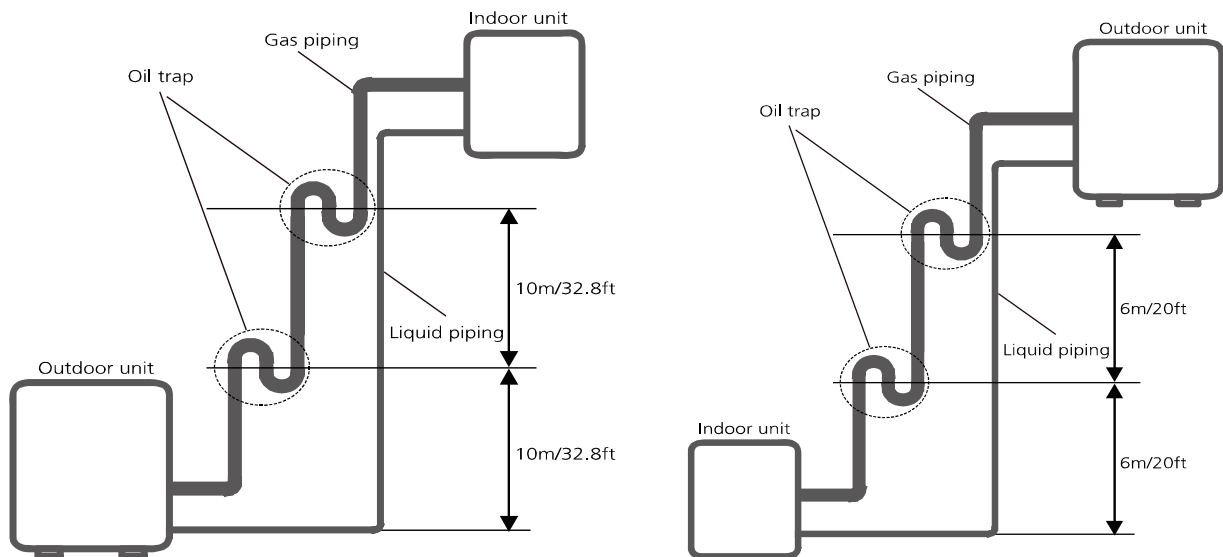 Indoor unit
Gas piping
Oil trap
10m/32.8ft
Liquid piping
Outdoor unit
10m/32.8ft
Outdoor unit
Gas piping
Oil trap
6m/20ft
Liquid piping
Indoor unit
6m/20ft